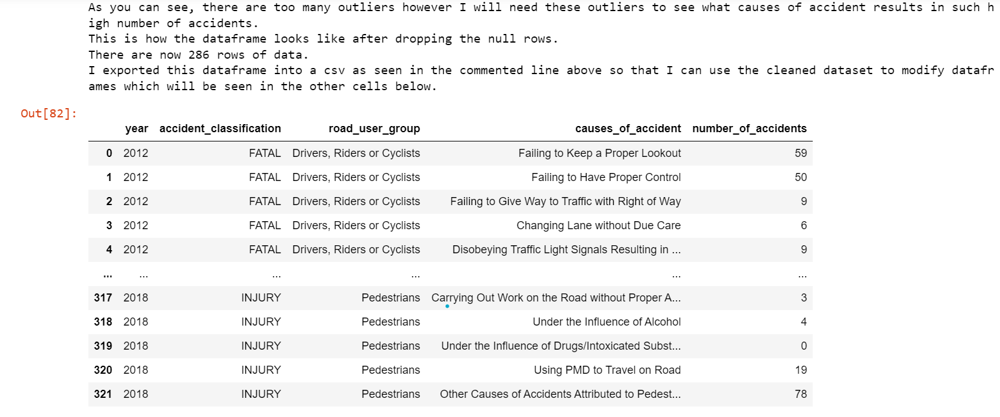 As you can see, there are too many outliers however I will need these outliers to see what causes of accident results in such h
igh number of accidents.
This is how the dataframe looks like after dropping the null rows.
There are now 286 rows of data.
I exported this dataframe into a csv as seen in the commented line above so that I can use the cleaned dataset to modify datafr
ames which will be seen in the other cells below.
Out[82]:
year accident_classification road_user_group causes_of_accident number_of_accidents
0 2012 FATAL Drivers, Riders or Cyclists Failing to Keep a Proper Lookout 59
1 2012 FATAL Drivers, Riders or Cyclists Failing to Have Proper Control 50
2 2012 FATAL Drivers, Riders or Cyclists Failing to Give Way to Traffic with Right of Way 9
3 2012 FATAL Drivers, Riders or Cyclists Changing Lane without Due Care 6
4 2012 FATAL Drivers, Riders or Cyclists Disobeying Traffic Light Signals Resulting in ... 9
... ... ... ... ... ...
317 2018 INJURY Pedestrians Carrying Out Work on the Road without Proper A... 3
318 2018 INJURY Pedestrians Under the Influence of Alcohol 4
319 2018 INJURY Pedestrians Under the Influence of Drugs/Intoxicated Subst... 0
320 2018 INJURY Pedestrians Using PMD to Travel on Road 19
321 2018 INJURY Pedestrians Other Causes of Accidents Attributed to Pedest... 78